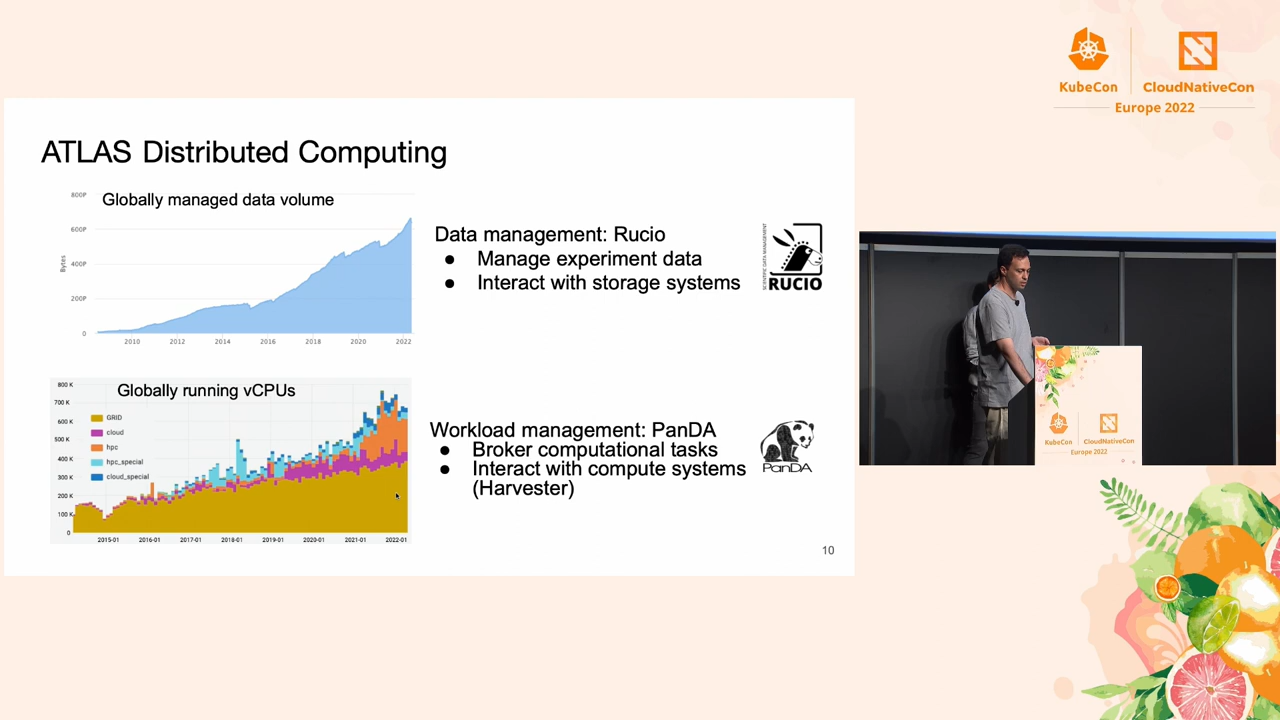 KubeCon
CloudNativeCon
Europe 2022
ATLAS Distributed Computing
Globally managed data volume
800P
600P
400P
200P
0
Bytes
2010 2012 2014 2016 2018 2020 2022
Data management: Rucio
● Manage experiment data
● Interact with storage systems
SCIENTIFIC DATA MANAGEMENT
RUCIO
Globally running vCPUs
800 K
700 K
600 K
500 K
400 K
300 K
200 K
100 K
0
GRID
cloud
hpc
hpc_special
cloud_special
2015-01 2016-01 2017-01 2018-01 2019-01 2020-01 2021-01 2022-01
Workload management: PanDA
● Broker computational tasks
● Interact with compute systems
(Harvester)
PanDA
10
KubeCon
CloudNativeCon
Europe 2022